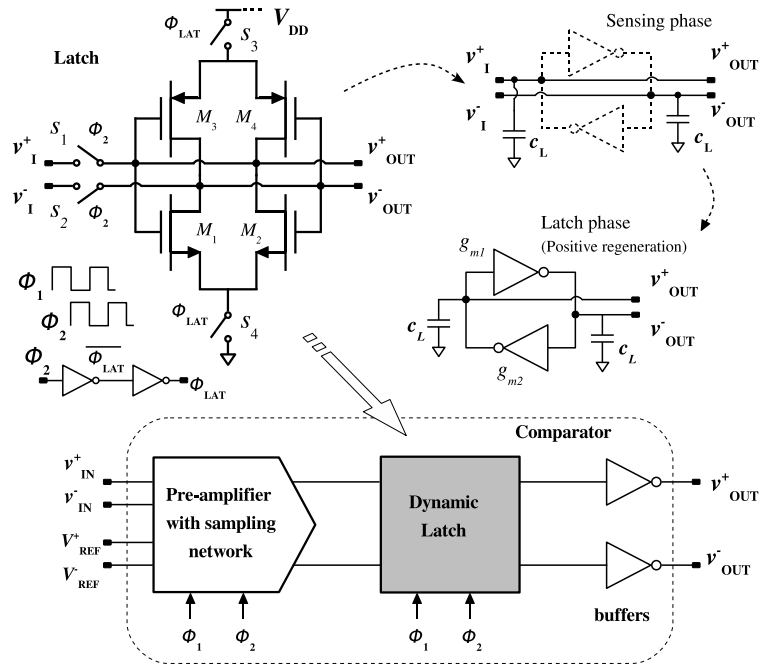 Latch
Φ_LAT
V_DD
S_3
M_3
M_4
S_1
Φ_2
v^+_I
v^+_OUT
v^-_I
v^-_OUT
S_2
Φ_2
M_1
M_2
Φ_LAT
S_4
Φ_1
Φ_2
Φ_2
Φ_LAT
Φ_LAT
Sensing phase
v^+_I
v^+_OUT
v^-_I
v^-_OUT
c_L
c_L
Latch phase
(Positive regeneration)
g_m1
v^+_OUT
c_L
v^-_OUT
c_L
g_m2
Comparator
v^+_IN
v^-_IN
V^+_REF
V^-_REF
Pre-amplifier
with sampling
network
Dynamic
Latch
v^+_OUT
v^-_OUT
buffers
Φ_1
Φ_2
Φ_1
Φ_2